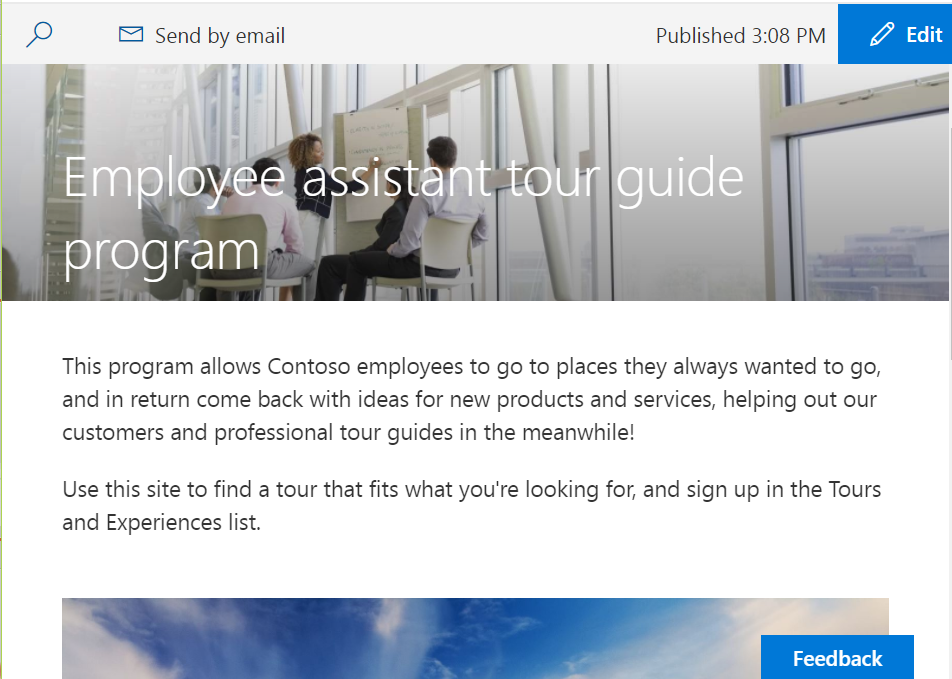 Send by email
Published 3:08 PM
Edit
Employee assistant tour guide
program
This program allows Contoso employees to go to places they always wanted to go,
and in return come back with ideas for new products and services, helping out our
customers and professional tour guides in the meanwhile!
Use this site to find a tour that fits what you're looking for, and sign up in the Tours
and Experiences list.
Feedback